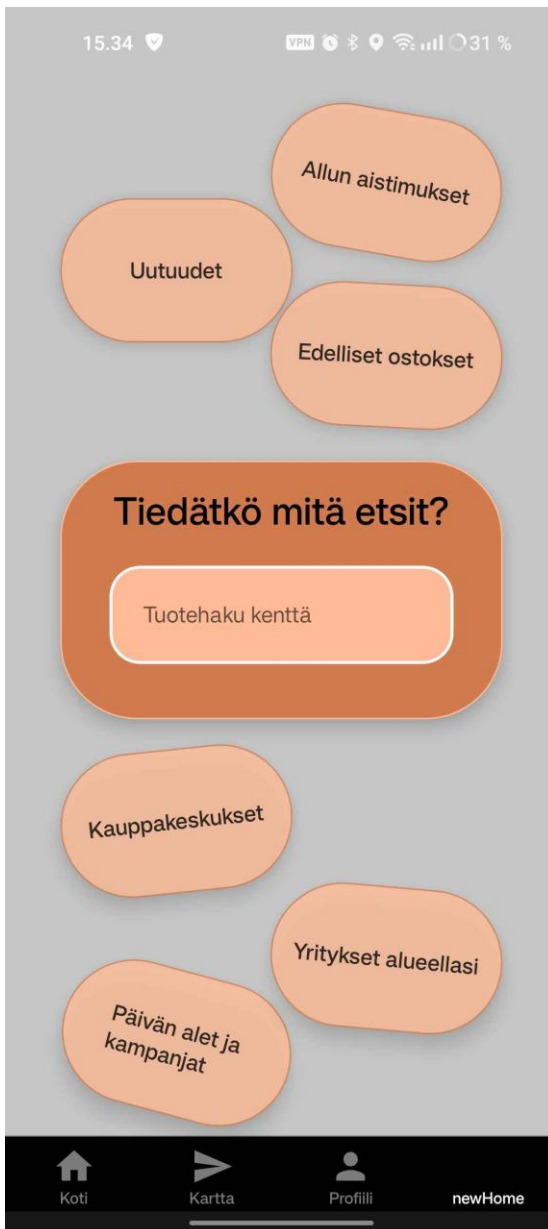 15.34
VPN
31 %
Allun aistimukset
Uutuudet
Edelliset ostokset
Tiedätkö mitä etsit?
Tuotehaku kenttä
Kauppakeskukset
Yritykset alueellasi
Päivän alet ja
kampanjat
Koti
Kartta
Profiili
newHome